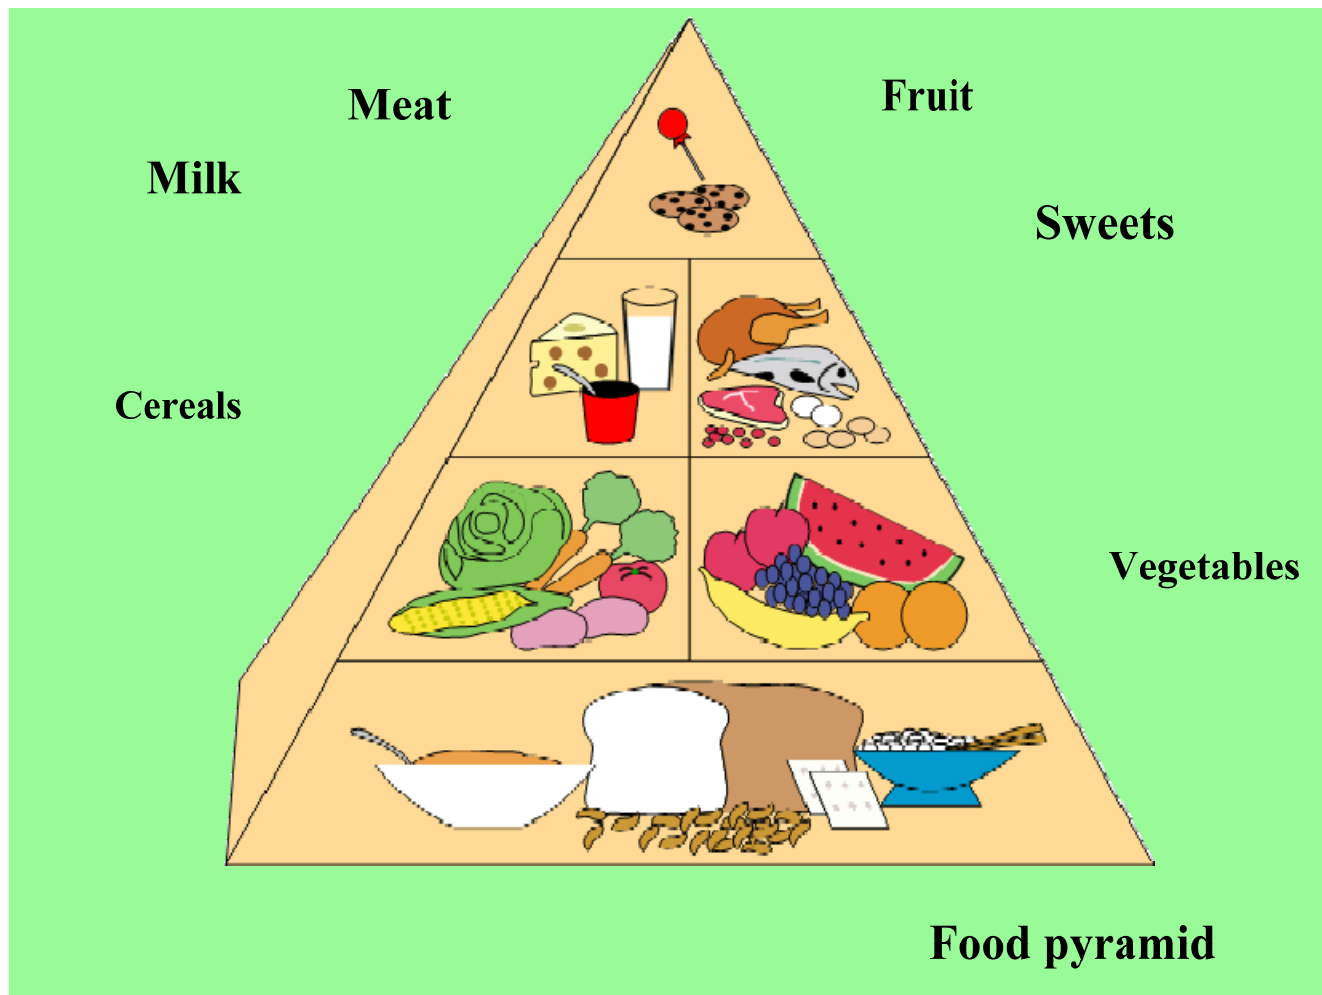 Meat
Fruit
Milk
Sweets
Cereals
Vegetables
Food pyramid